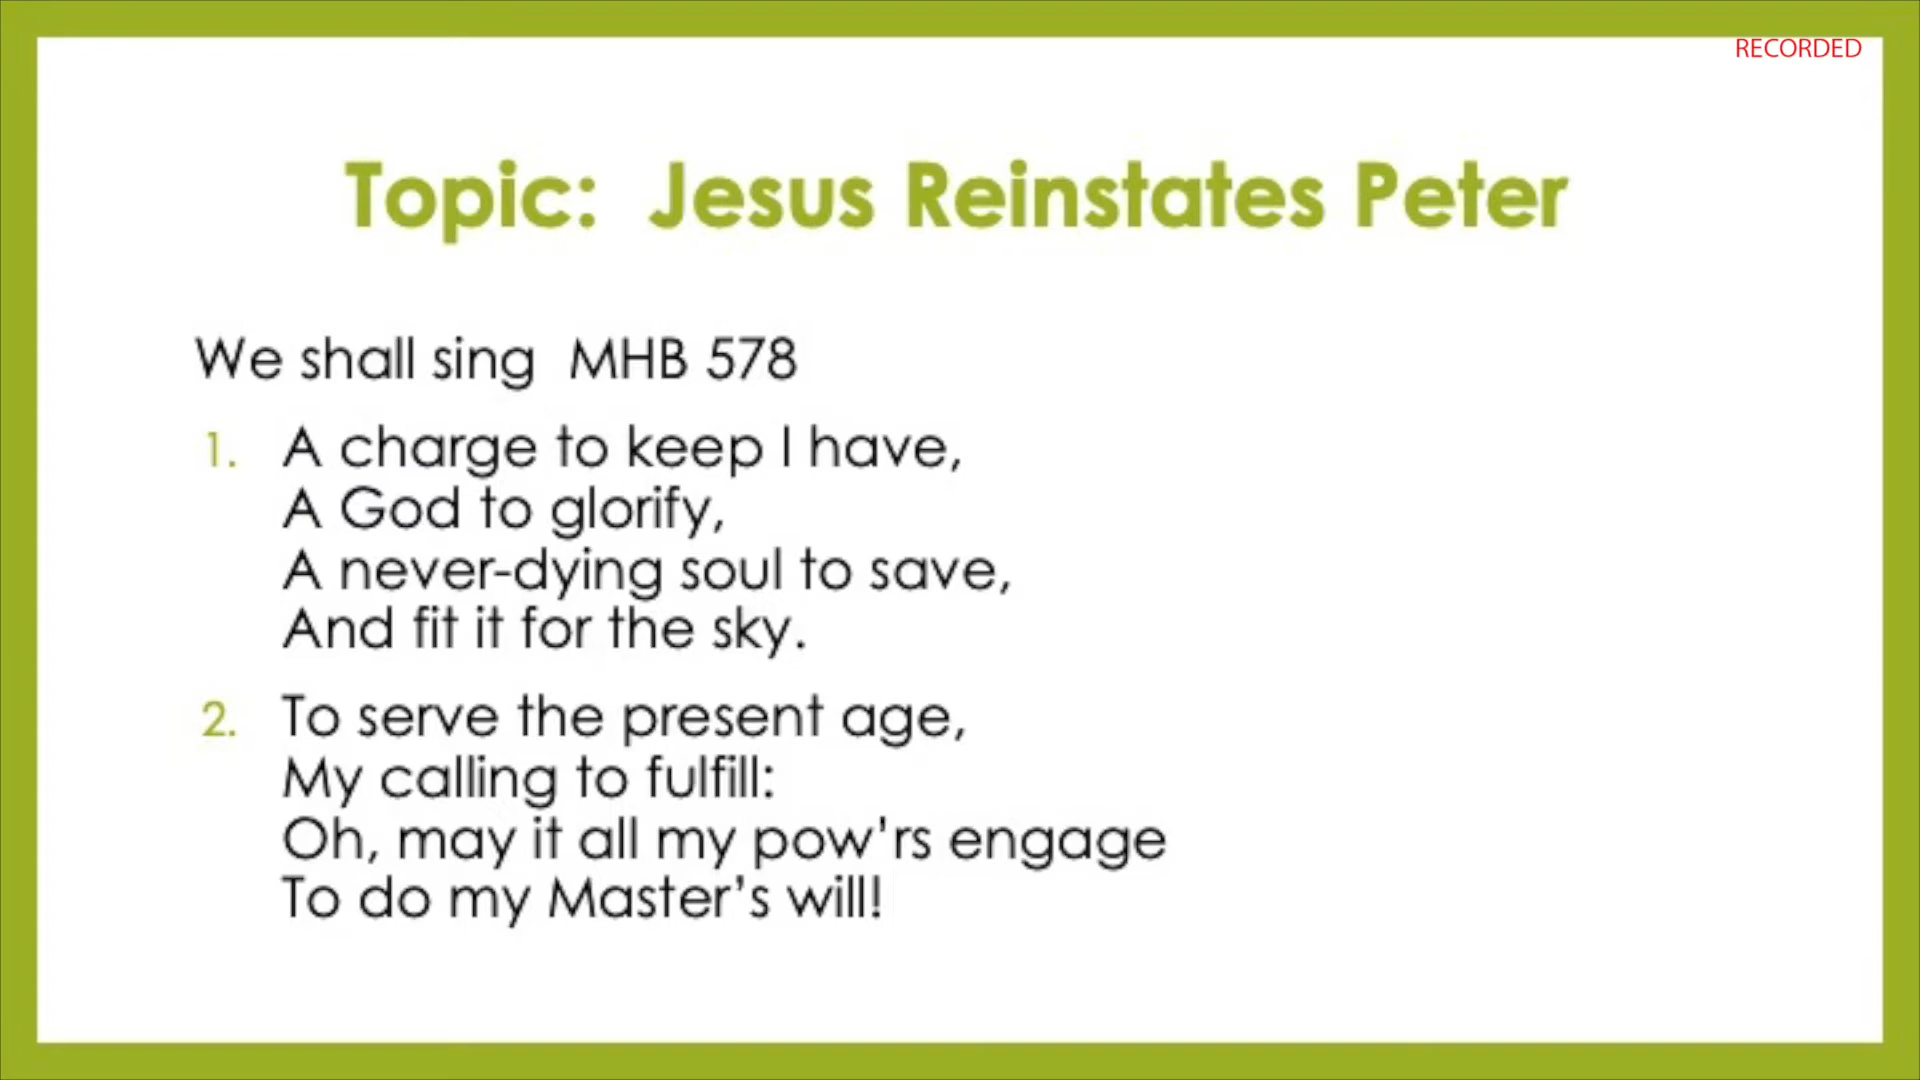 RECORDED
Topic:  Jesus Reinstates Peter
We shall sing  MHB 578
1. A charge to keep I have,
A God to glorify,
A never-dying soul to save,
And fit it for the sky.
2. To serve the present age,
My calling to fulfill:
Oh, may it all my pow'rs engage
To do my Master’s will!